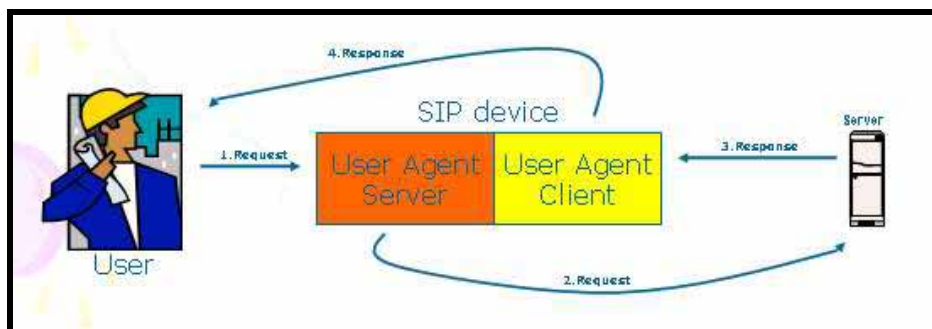 4.Response
SIP device
Server
1.Request
User Agent
Server
User Agent
Client
3.Response
User
2.Request